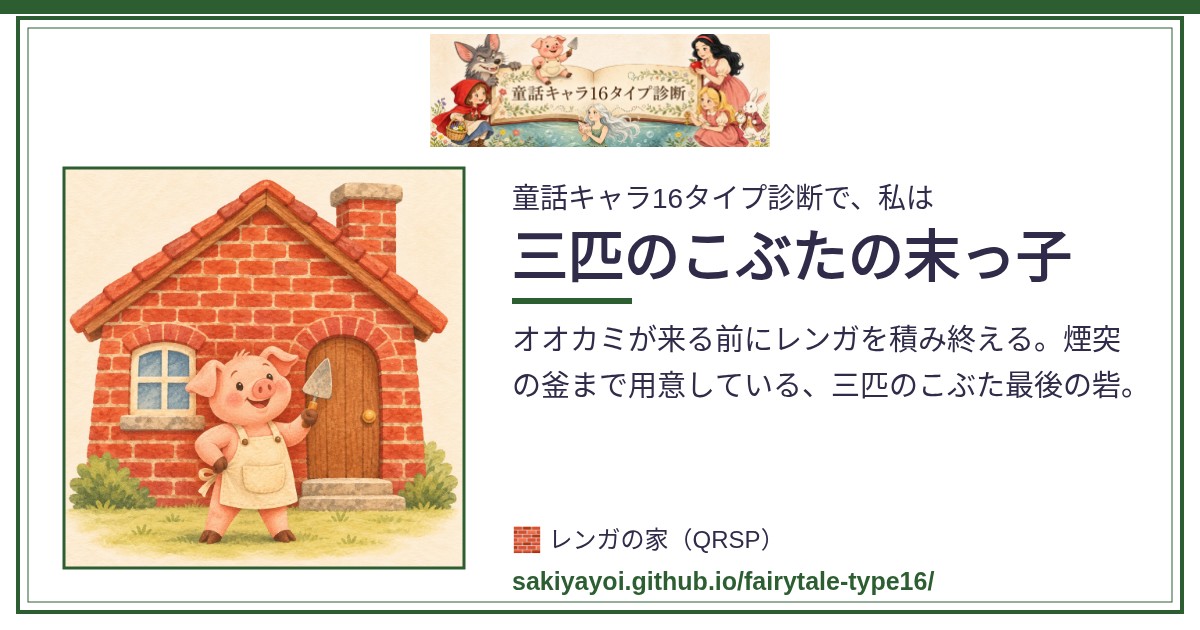 童話キャラ16タイプ診断
童話キャラ16タイプ診断で、私は
三匹のこぶたの末っ子
オオカミが来る前にレンガを積み終える。煙突
の釜まで用意している、三匹のこぶた最後の砦。
🧱 レンガの家（QRSP）
sakiyayoi.github.io/fairytale-type16/